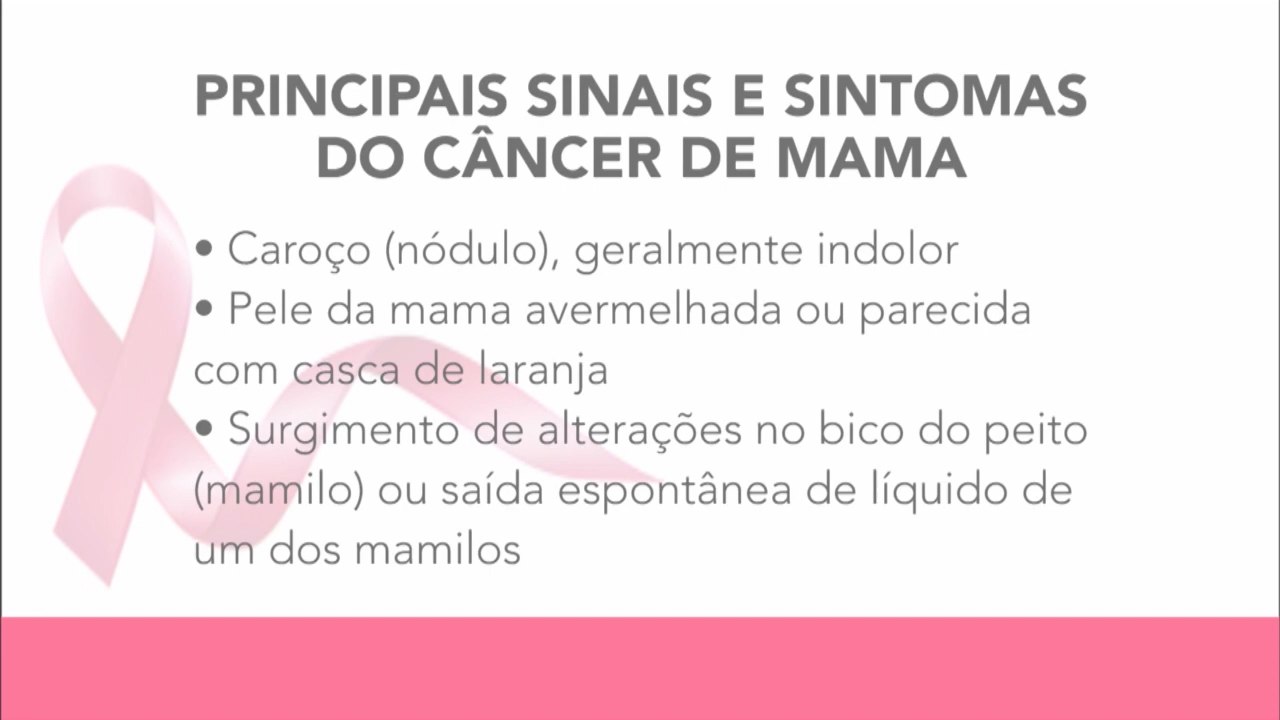 PRINCIPAIS SINAIS E SINTOMAS
DO CÂNCER DE MAMA
• Caroço (nódulo), geralmente indolor
• Pele da mama avermelhada ou parecida
com casca de laranja
• Surgimento de alterações no bico do peito
(mamilo) ou saída espontânea de líquido de
um dos mamilos